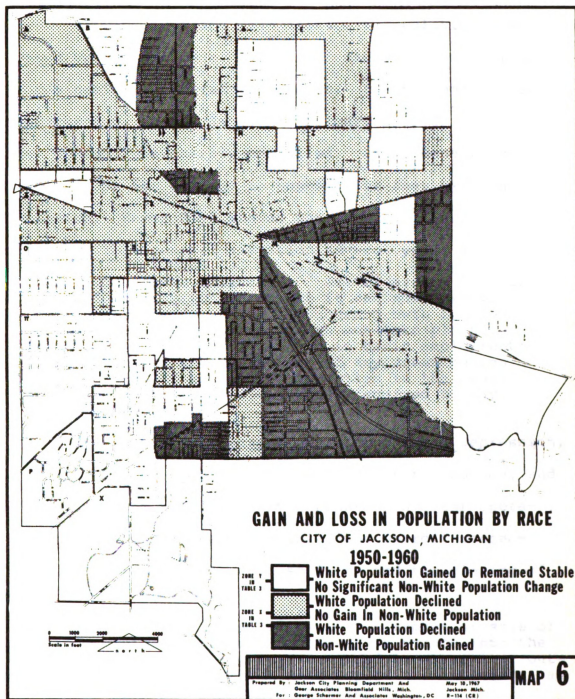 GAIN AND LOSS IN POPULATION BY RACE
CITY OF JACKSON, MICHIGAN
1950-1960
ZONE Y
IN
TABLE 3
White Population Gained Or Remained Stable
No Significant Non-White Population Change
ZONE X
IN
TABLE 3
White Population Declined
No Gain In Non-White Population
White Population Declined
Non-White Population Gained
Scale in feet
north
Prepared By: Jackson City Planning Department And
Geer Associates Bloomfield Hills, Mich.
For: George Schermer And Associates Washington, DC
May 18, 1967
Jackson Mich.
P-114 (CR)
MAP 6